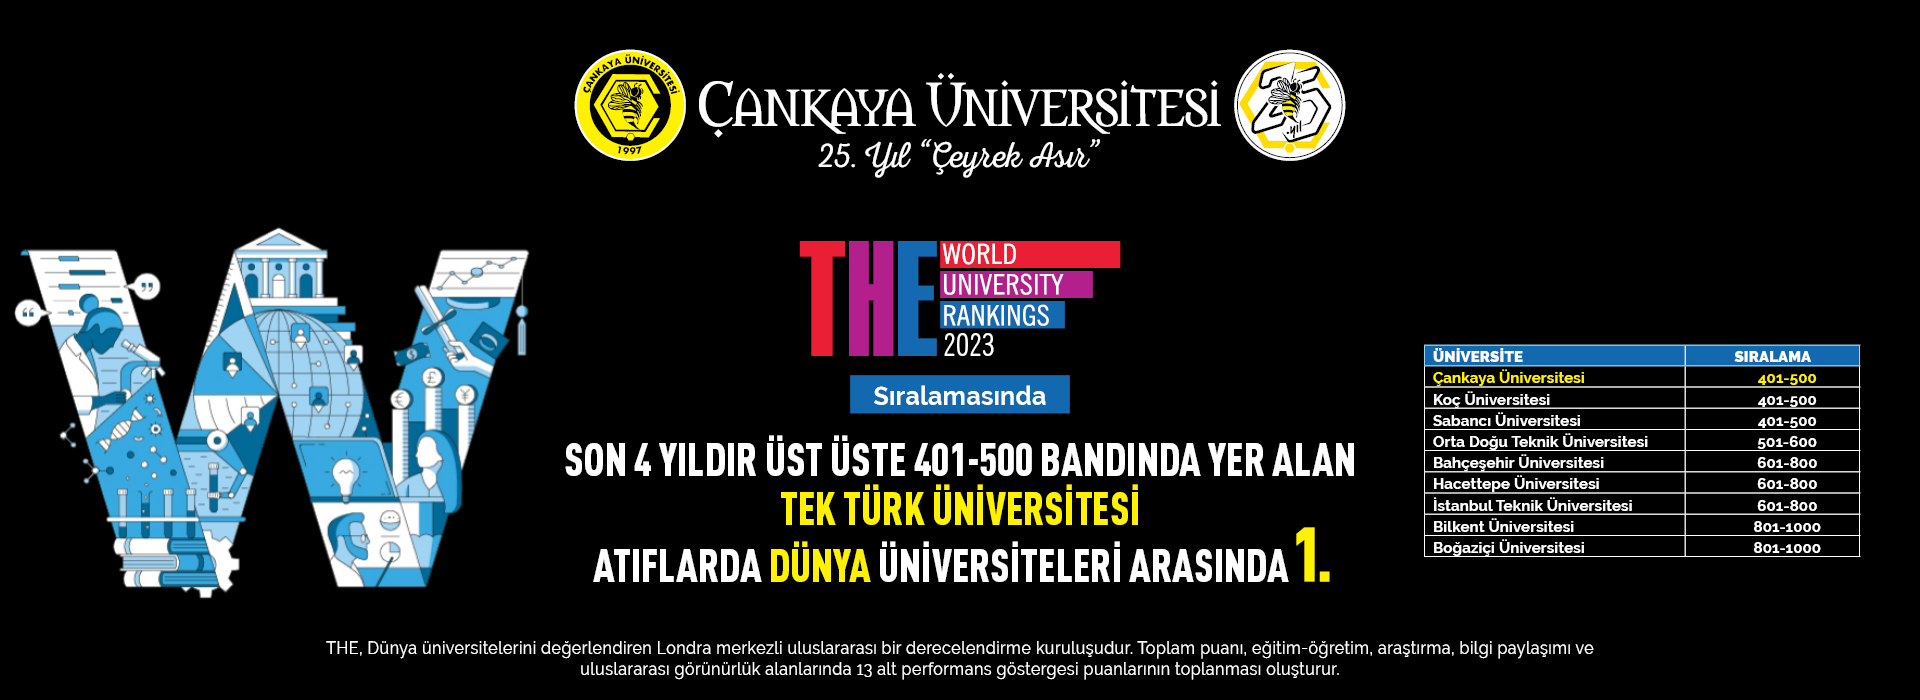 ÇANKAYA ÜNİVERSİTESİ
1997
ÇANKAYA ÜNİVERSİTESİ
25. Yıl “Çeyrek Asır”
25
.yıl
THE
WORLD
UNIVERSITY
RANKINGS
2023
Sıralamasında
SON 4 YILDIR ÜST ÜSTE 401-500 BANDINDA YER ALAN
TEK TÜRK ÜNİVERSİTESİ
ATIFLARDA DÜNYA ÜNİVERSİTELERİ ARASINDA 1.
ÜNİVERSİTE SIRALAMA
Çankaya Üniversitesi 401-500
Koç Üniversitesi 401-500
Sabancı Üniversitesi 401-500
Orta Doğu Teknik Üniversitesi 501-600
Bahçeşehir Üniversitesi 601-800
Hacettepe Üniversitesi 601-800
İstanbul Teknik Üniversitesi 601-800
Bilkent Üniversitesi 801-1000
Boğaziçi Üniversitesi 801-1000
THE, Dünya üniversitelerini değerlendiren Londra merkezli uluslararası bir derecelendirme kuruluşudur. Toplam puanı, eğitim-öğretim, araştırma, bilgi paylaşımı ve
uluslararası görünürlük alanlarında 13 alt performans göstergesi puanlarının toplanması oluşturur.